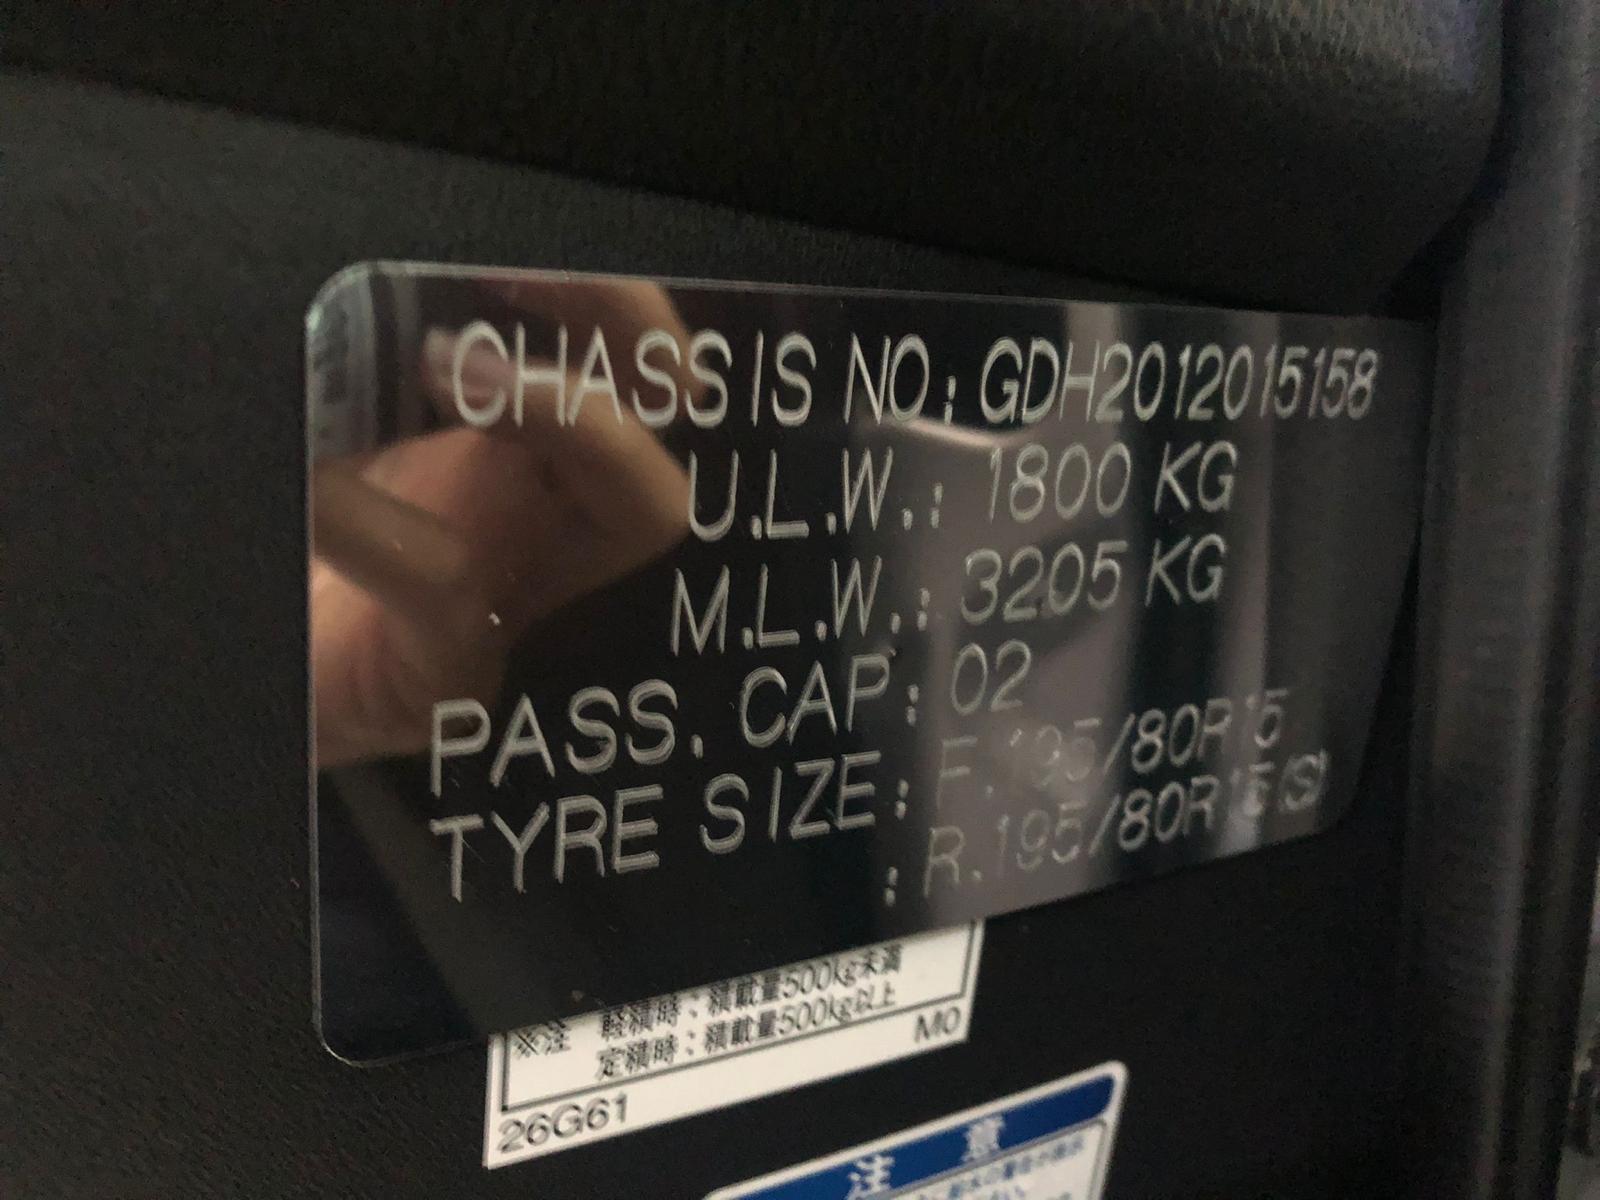 CHASSIS NO: GDH2012015158
U.L.W.: 1800 KG
M.L.W.: 3205 KG
PASS. CAP: 02
TYRE SIZE: F.195/80R15
: R.195/80R15(S)
※注 軽積時：積載量500kg未満
定積時：積載量500kg以上
M0
26G61
注意